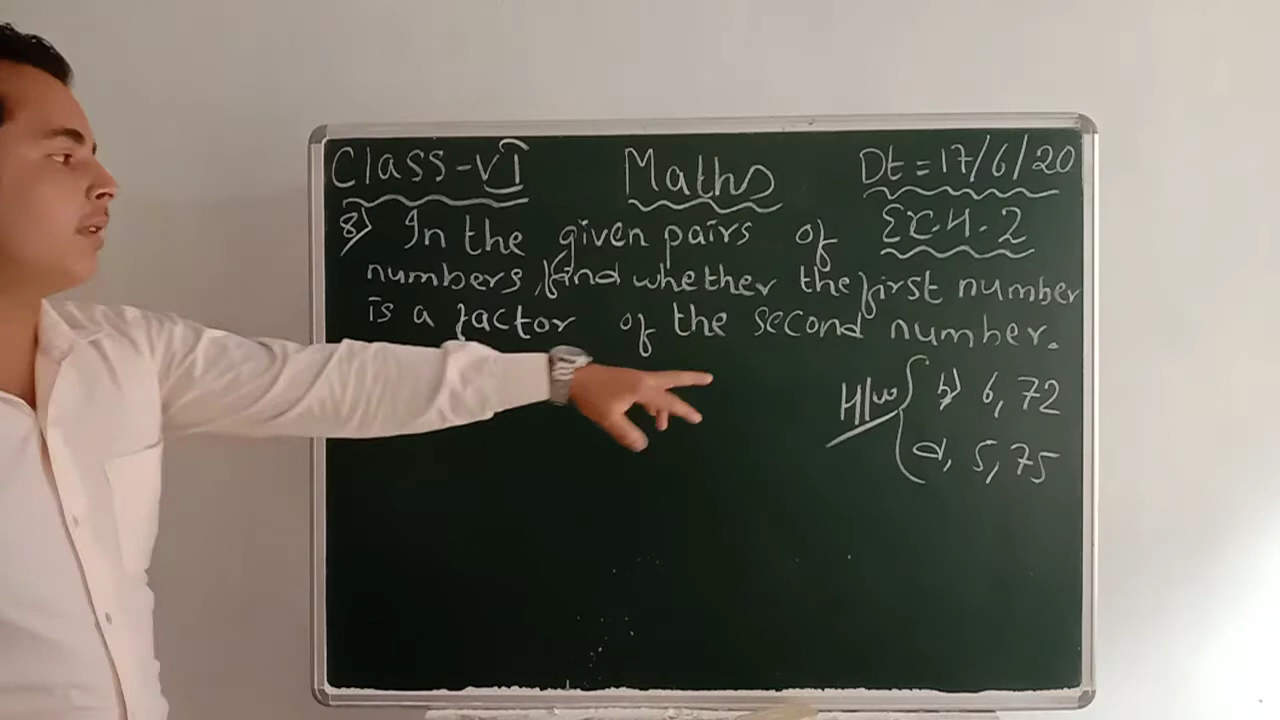 Class-VI Maths Dt=17/6/20
8) In the given pairs of Ex.4.2
numbers, find whether the first number
is a factor of the second number.
H/w b) 6, 72
d, 5, 75